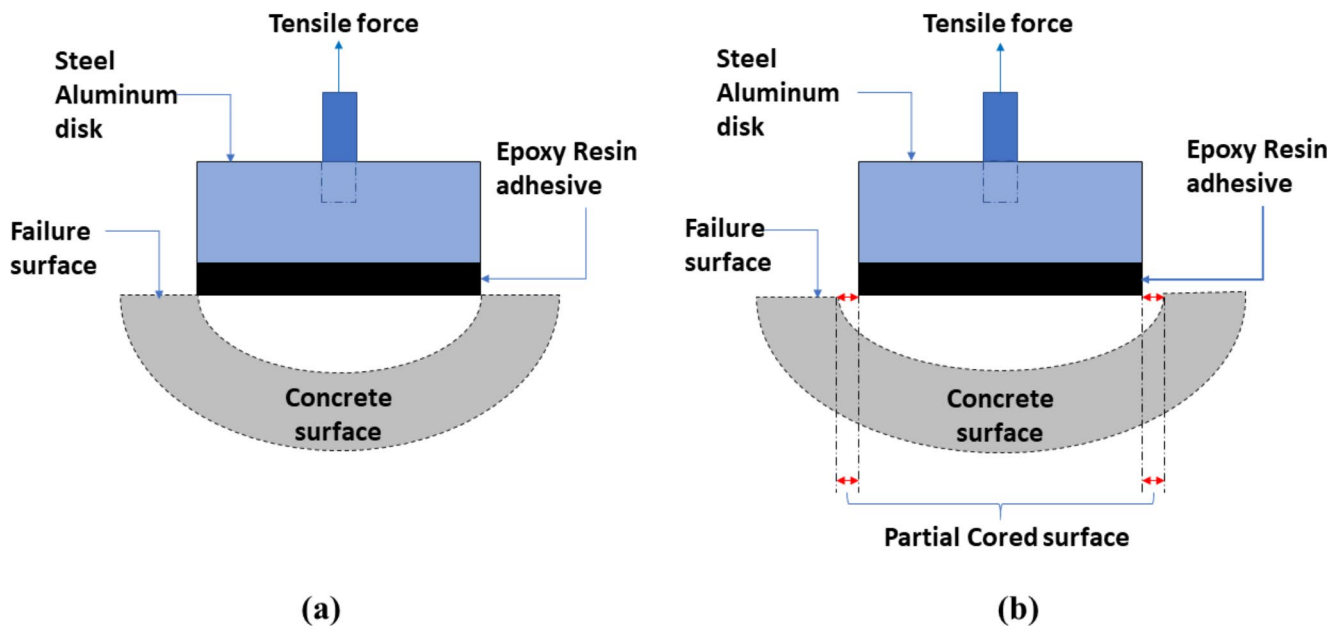 Tensile force
Steel
Aluminum
disk
Epoxy Resin
adhesive
Failure
surface
Concrete
surface
(a)
Tensile force
Steel
Aluminum
disk
Epoxy Resin
adhesive
Failure
surface
Concrete
surface
Partial Cored surface
(b)